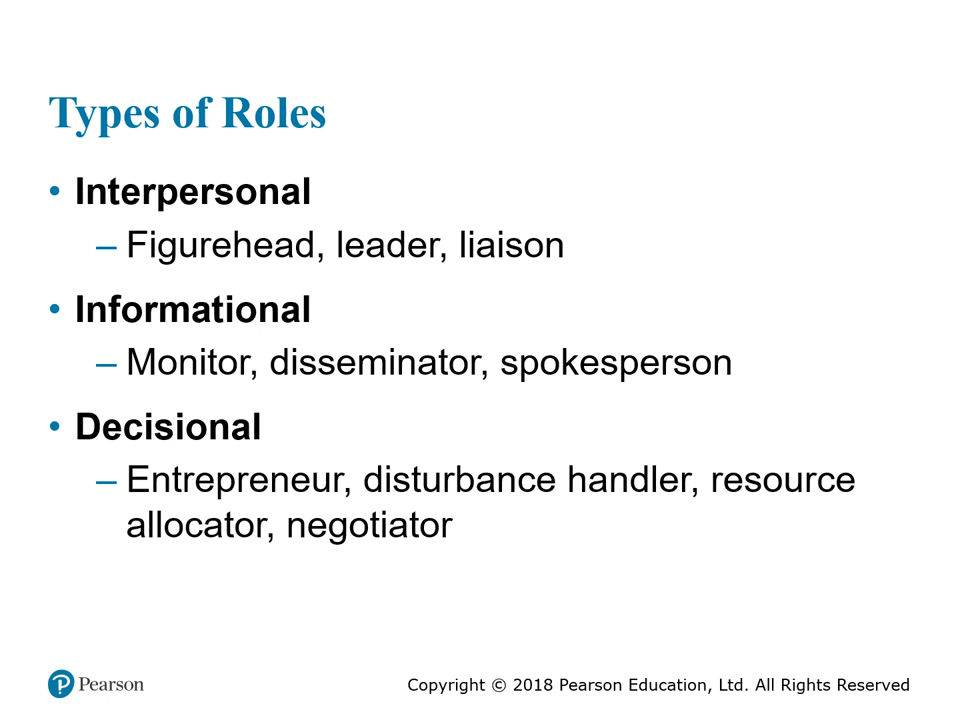 Types of Roles
• Interpersonal
– Figurehead, leader, liaison
• Informational
– Monitor, disseminator, spokesperson
• Decisional
– Entrepreneur, disturbance handler, resource
allocator, negotiator
P Pearson
Copyright © 2018 Pearson Education, Ltd. All Rights Reserved